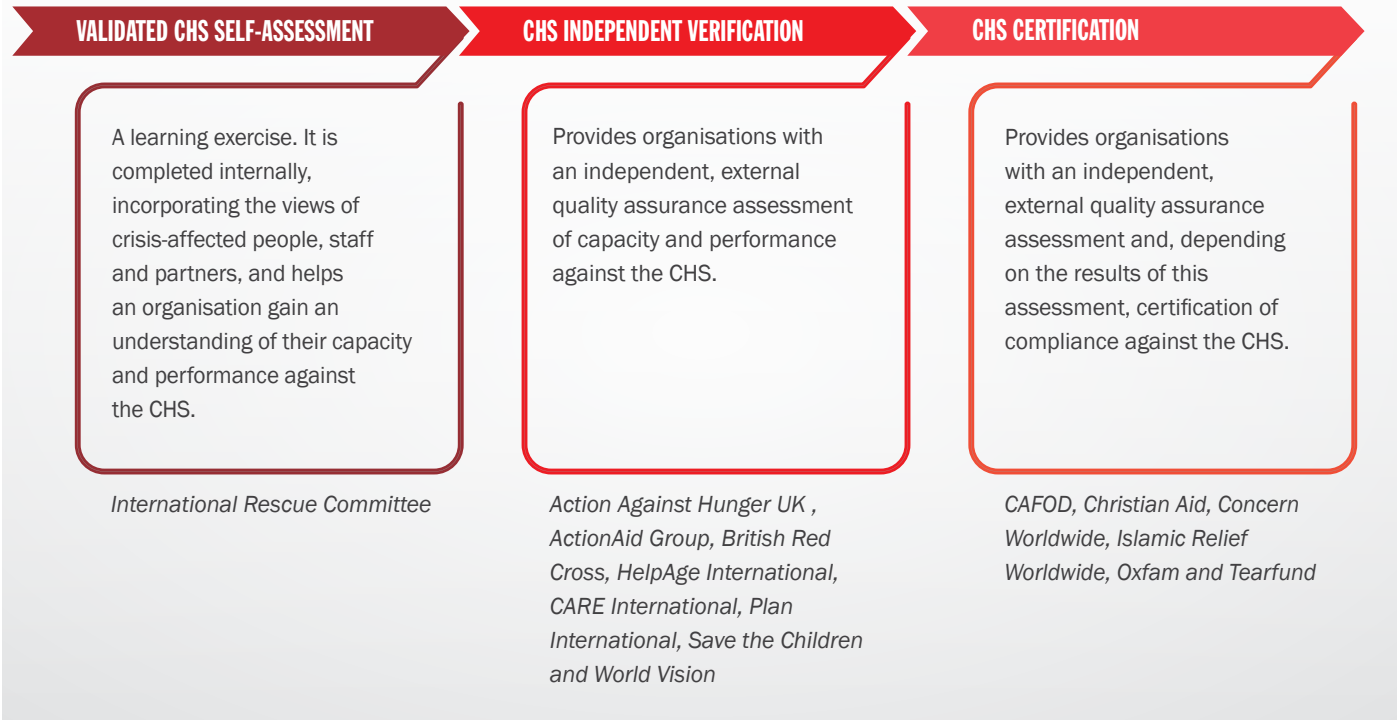 VALIDATED CHS SELF-ASSESSMENT
A learning exercise. It is
completed internally,
incorporating the views of
crisis-affected people, staff
and partners, and helps
an organisation gain an
understanding of their capacity
and performance against
the CHS.
International Rescue Committee
CHS INDEPENDENT VERIFICATION
Provides organisations with
an independent, external
quality assurance assessment
of capacity and performance
against the CHS.
Action Against Hunger UK ,
ActionAid Group, British Red
Cross, HelpAge International,
CARE International, Plan
International, Save the Children
and World Vision
CHS CERTIFICATION
Provides organisations
with an independent,
external quality assurance
assessment and, depending
on the results of this
assessment, certification of
compliance against the CHS.
CAFOD, Christian Aid, Concern
Worldwide, Islamic Relief
Worldwide, Oxfam and Tearfund